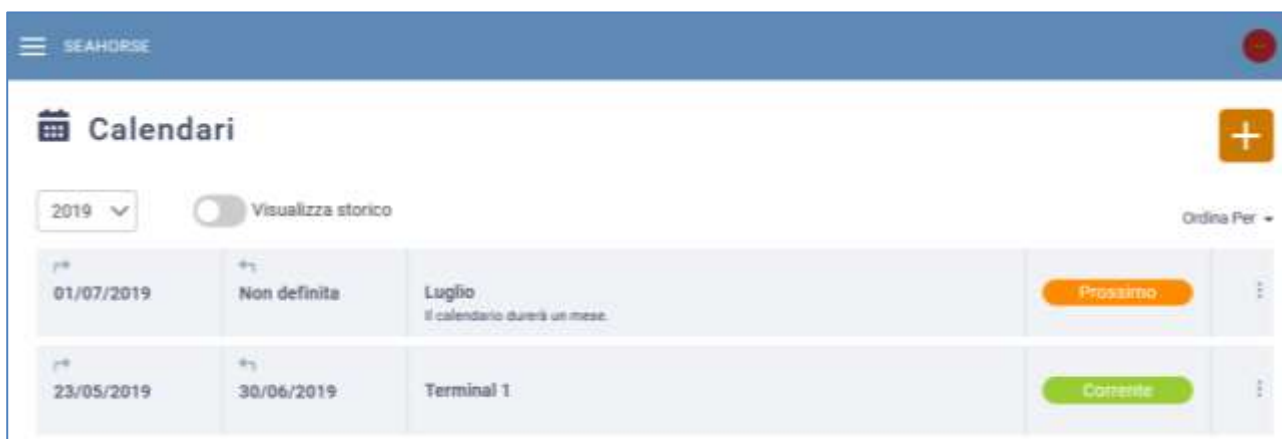 SEAHORSE
Calendari
2019 Visualizza storico
Ordina Per
01/07/2019 Non definita Luglio Prossimo
Il calendario durerà un mese.
23/05/2019 30/06/2019 Terminal 1 Corrente